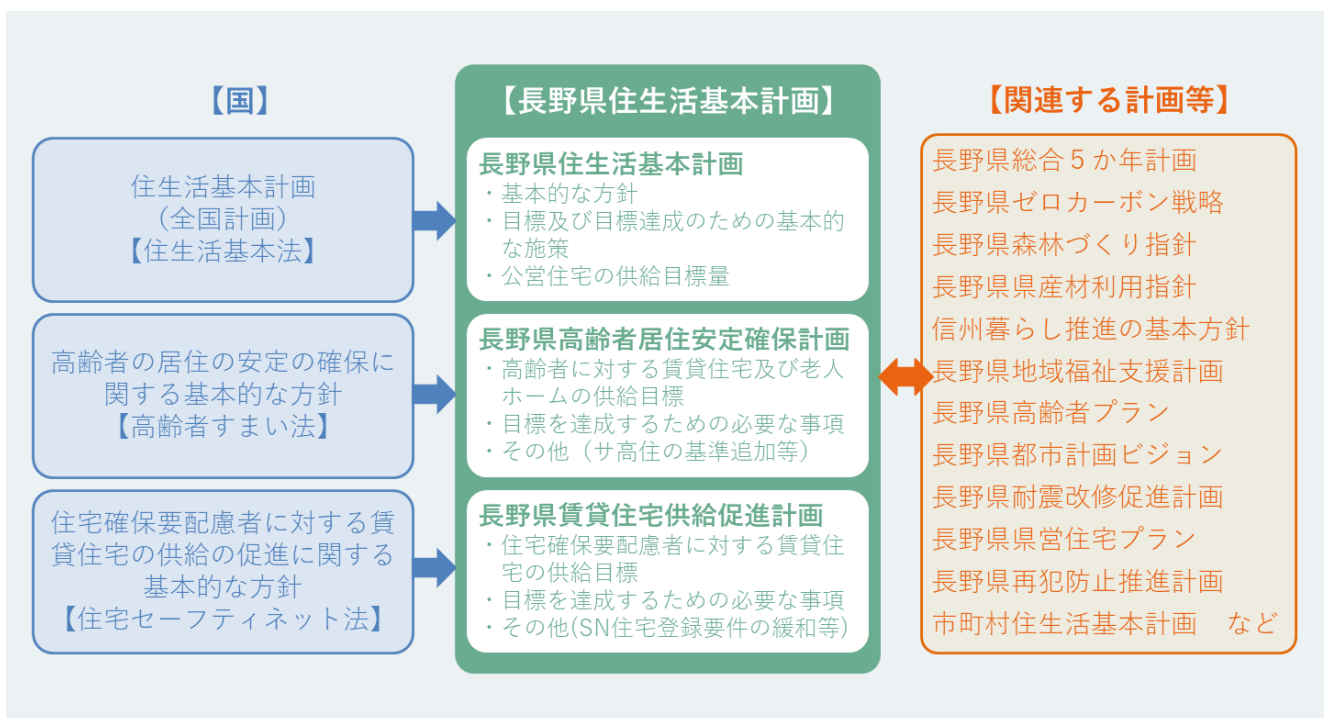 【国】
住生活基本計画
(全国計画)
【住生活基本法】
高齢者の居住の安定の確保に
関する基本的な方針
【高齢者すまい法】
住宅確保要配慮者に対する賃
貸住宅の供給の促進に関する
基本的な方針
【住宅セーフティネット法】
【長野県住生活基本計画】
長野県住生活基本計画
・基本的な方針
・目標及び目標達成のための基本的
な施策
・公営住宅の供給目標量
長野県高齢者居住安定確保計画
・高齢者に対する賃貸住宅及び老人
ホームの供給目標
・目標を達成するための必要な事項
・その他（サ高住の基準追加等）
長野県賃貸住宅供給促進計画
・住宅確保要配慮者に対する賃貸住
宅の供給目標
・目標を達成するための必要な事項
・その他(SN住宅登録要件の緩和等)
【関連する計画等】
長野県総合５か年計画
長野県ゼロカーボン戦略
長野県森林づくり指針
長野県県産材利用指針
信州暮らし推進の基本方針
長野県地域福祉支援計画
長野県高齢者プラン
長野県都市計画ビジョン
長野県耐震改修促進計画
長野県県営住宅プラン
長野県再犯防止推進計画
市町村住生活基本計画　など